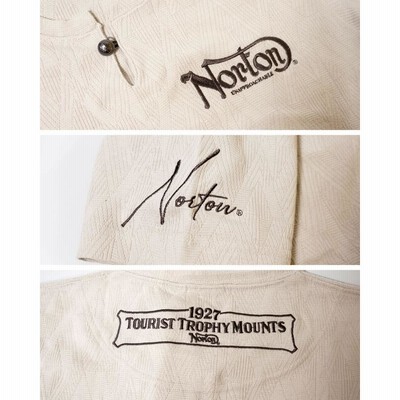 Norton®
UNAPPROACHABLE
Norton®
1927
TOURIST TROPHY MOUNTS
Norton